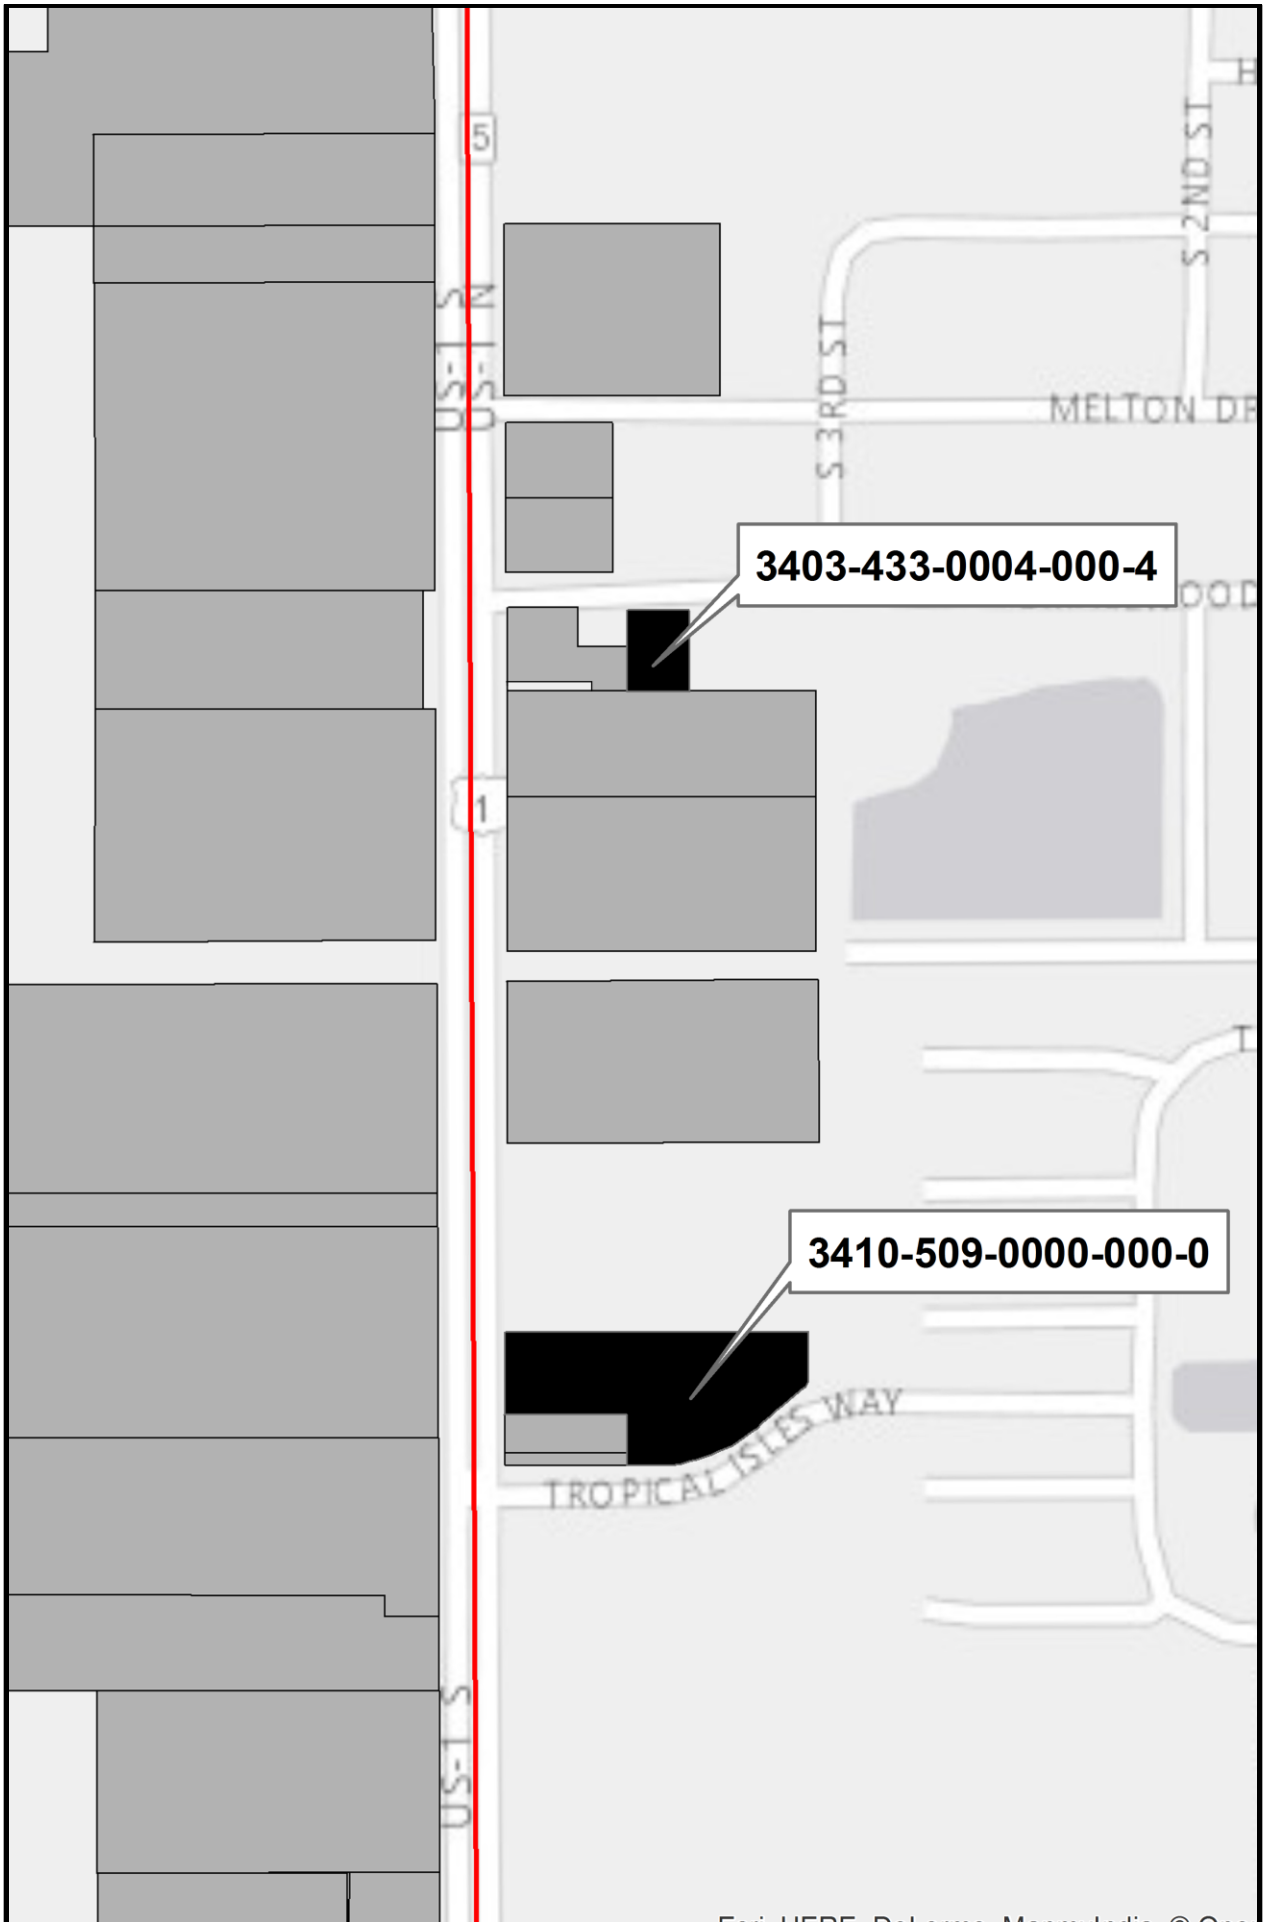 H
5
S 2ND ST
US-1 S
US-1 N
S 3RD ST
MELTON DR
3403-433-0004-000-4
1
T
3410-509-0000-000-0
TROPICAL ISLES WAY
US-1 S